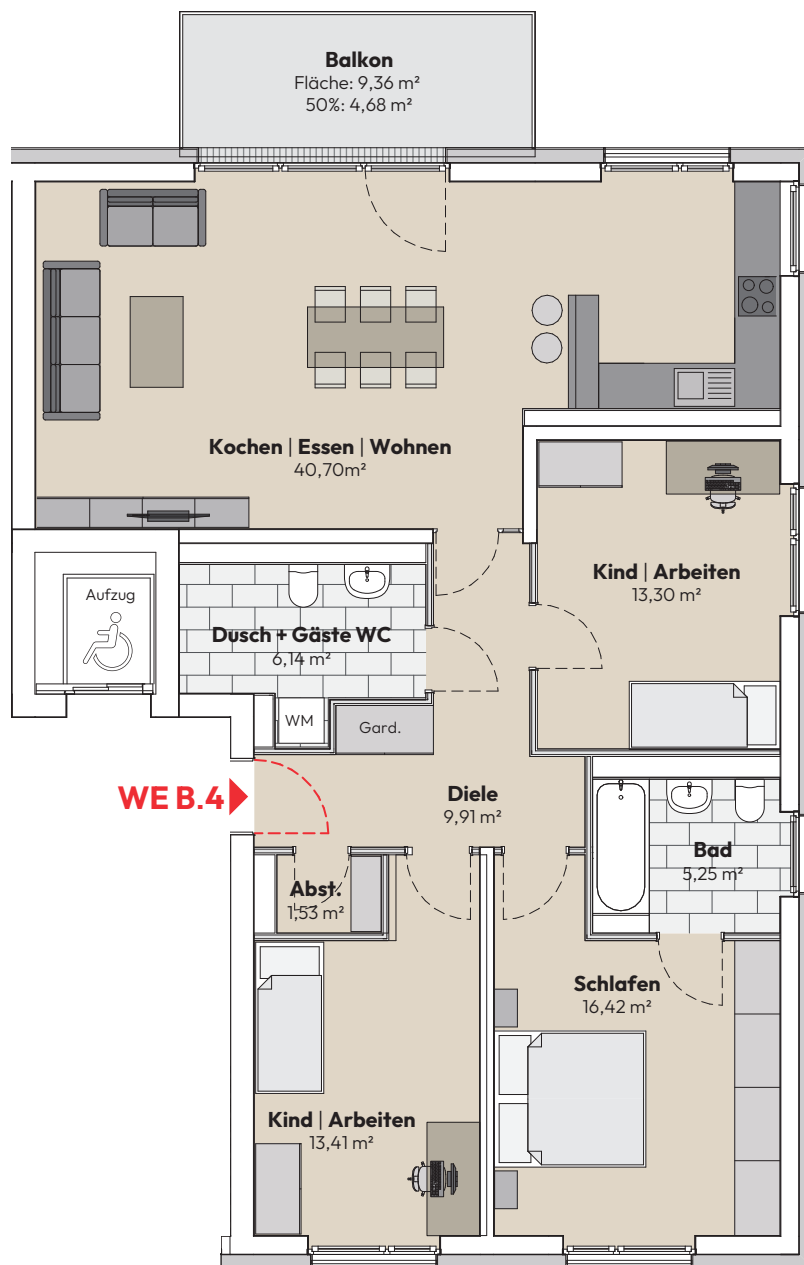 Balkon
Fläche: 9,36 m²
50%: 4,68 m²
Kochen | Essen | Wohnen
40,70m²
Kind | Arbeiten
13,30 m²
Aufzug
Dusch + Gäste WC
6,14 m²
WM
Gard.
WE B.4
Diele
9,91 m²
Bad
5,25 m²
Abst.
1,53 m²
Schlafen
16,42 m²
Kind | Arbeiten
13,41 m²